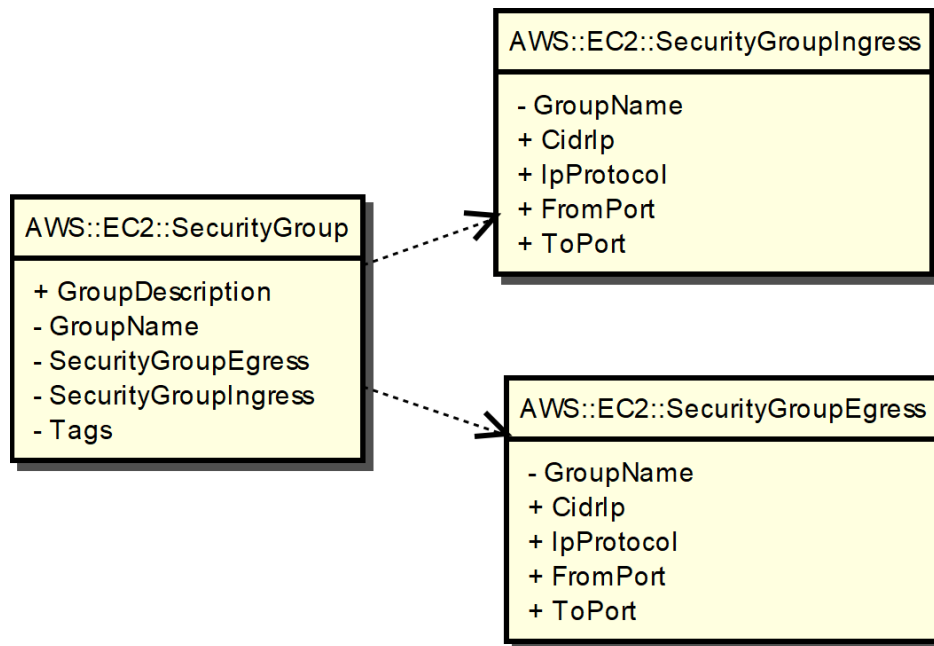 AWS::EC2::SecurityGroup
+ GroupDescription
- GroupName
- SecurityGroupEgress
- SecurityGroupIngress
- Tags
AWS::EC2::SecurityGroupIngress
- GroupName
+ CidrIp
+ IpProtocol
+ FromPort
+ ToPort
AWS::EC2::SecurityGroupEgress
- GroupName
+ CidrIp
+ IpProtocol
+ FromPort
+ ToPort